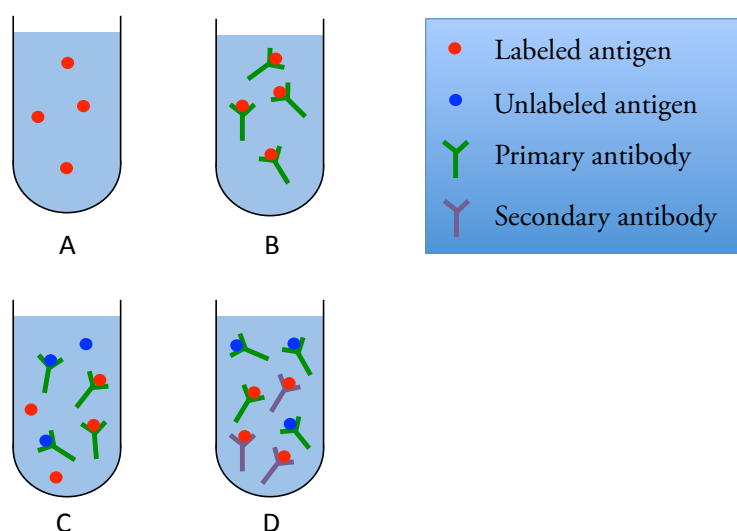 Labeled antigen
Unlabeled antigen
Primary antibody
Secondary antibody
A
B
C
D